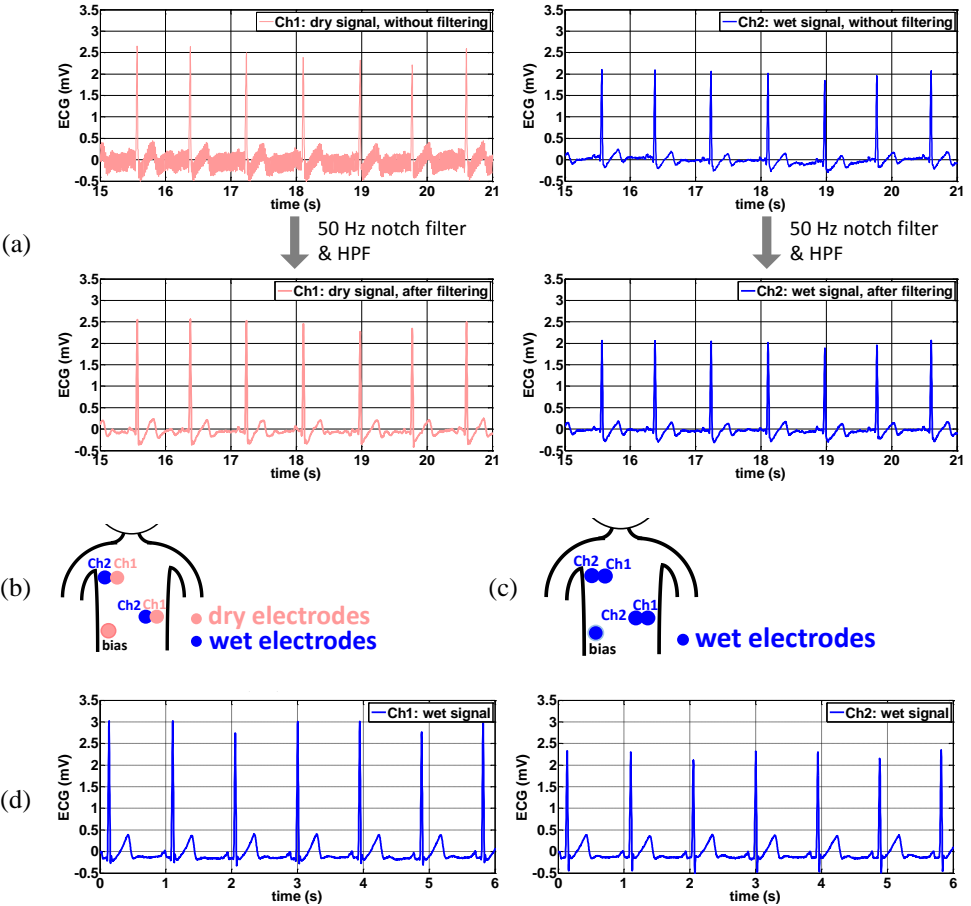 Ch1: dry signal, without filtering
ECG (mV)
3.5
3
2.5
2
1.5
1
0.5
0
-0.5
15 16 17 18 19 20 21
time (s)
Ch2: wet signal, without filtering
ECG (mV)
3.5
3
2.5
2
1.5
1
0.5
0
-0.5
15 16 17 18 19 20 21
time (s)
(a)
50 Hz notch filter
& HPF
50 Hz notch filter
& HPF
Ch1: dry signal, after filtering
ECG (mV)
3.5
3
2.5
2
1.5
1
0.5
0
-0.5
15 16 17 18 19 20 21
time (s)
Ch2: wet signal, after filtering
ECG (mV)
3.5
3
2.5
2
1.5
1
0.5
0
-0.5
15 16 17 18 19 20 21
time (s)
(b)
Ch2 Ch1
Ch2 Ch1
bias
dry electrodes
wet electrodes
(c)
Ch2 Ch1
Ch2 Ch1
bias
wet electrodes
(d)
Ch1: wet signal
ECG (mV)
3.5
3
2.5
2
1.5
1
0.5
0
-0.5
0 1 2 3 4 5 6
time (s)
Ch2: wet signal
ECG (mV)
3.5
3
2.5
2
1.5
1
0.5
0
-0.5
0 1 2 3 4 5 6
time (s)